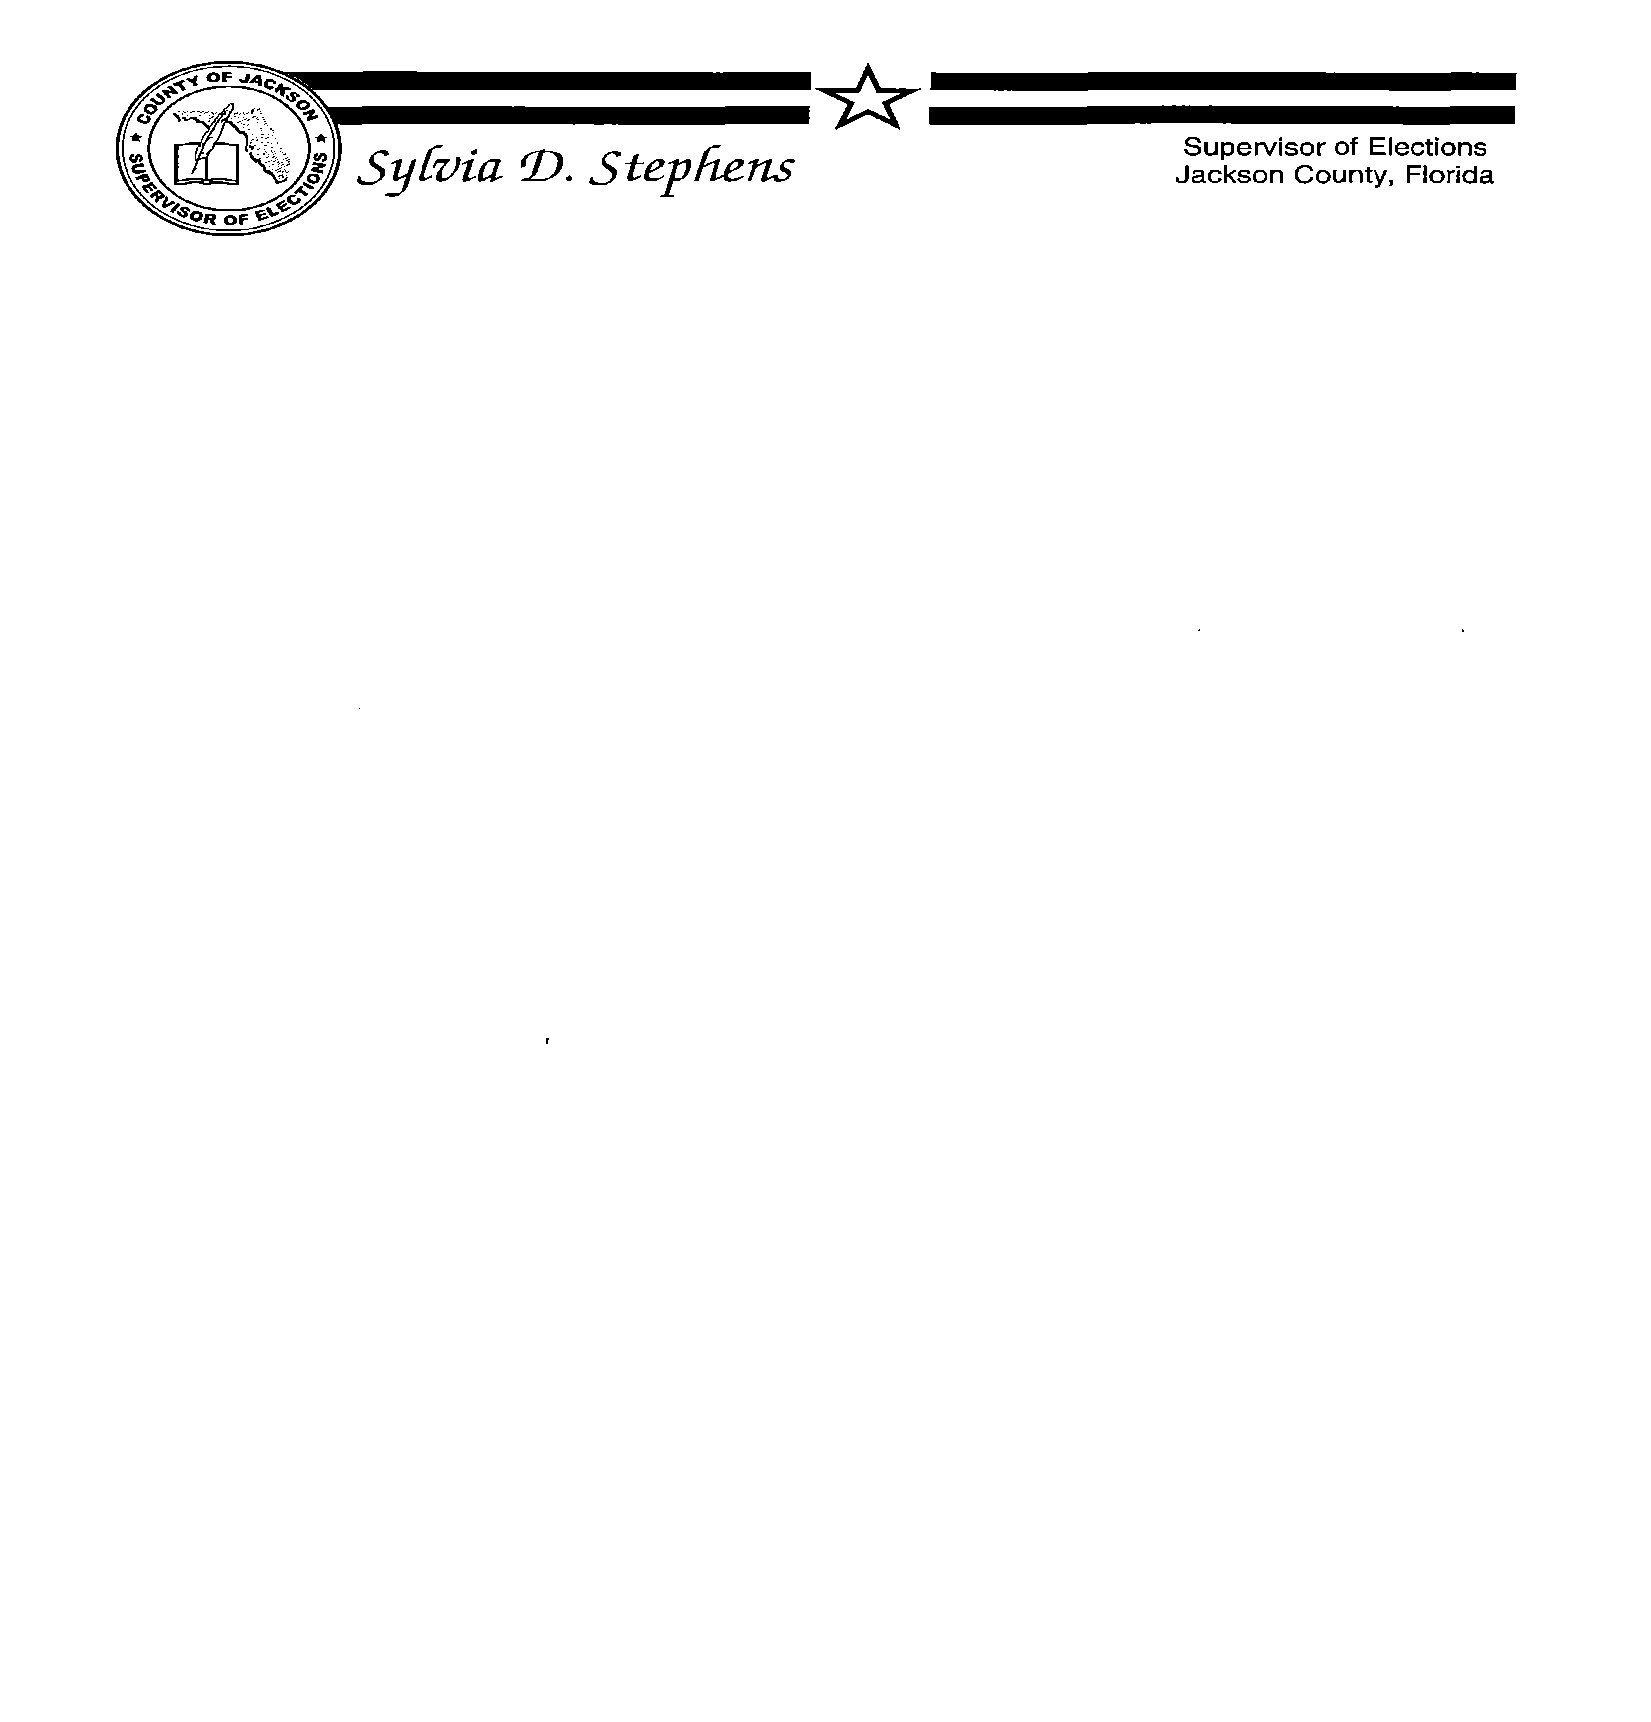 COUNTY OF JACKSON
★ SUPERVISOR OF ELECTIONS ★
Sylvia D. Stephens
Supervisor of Elections
Jackson County, Florida